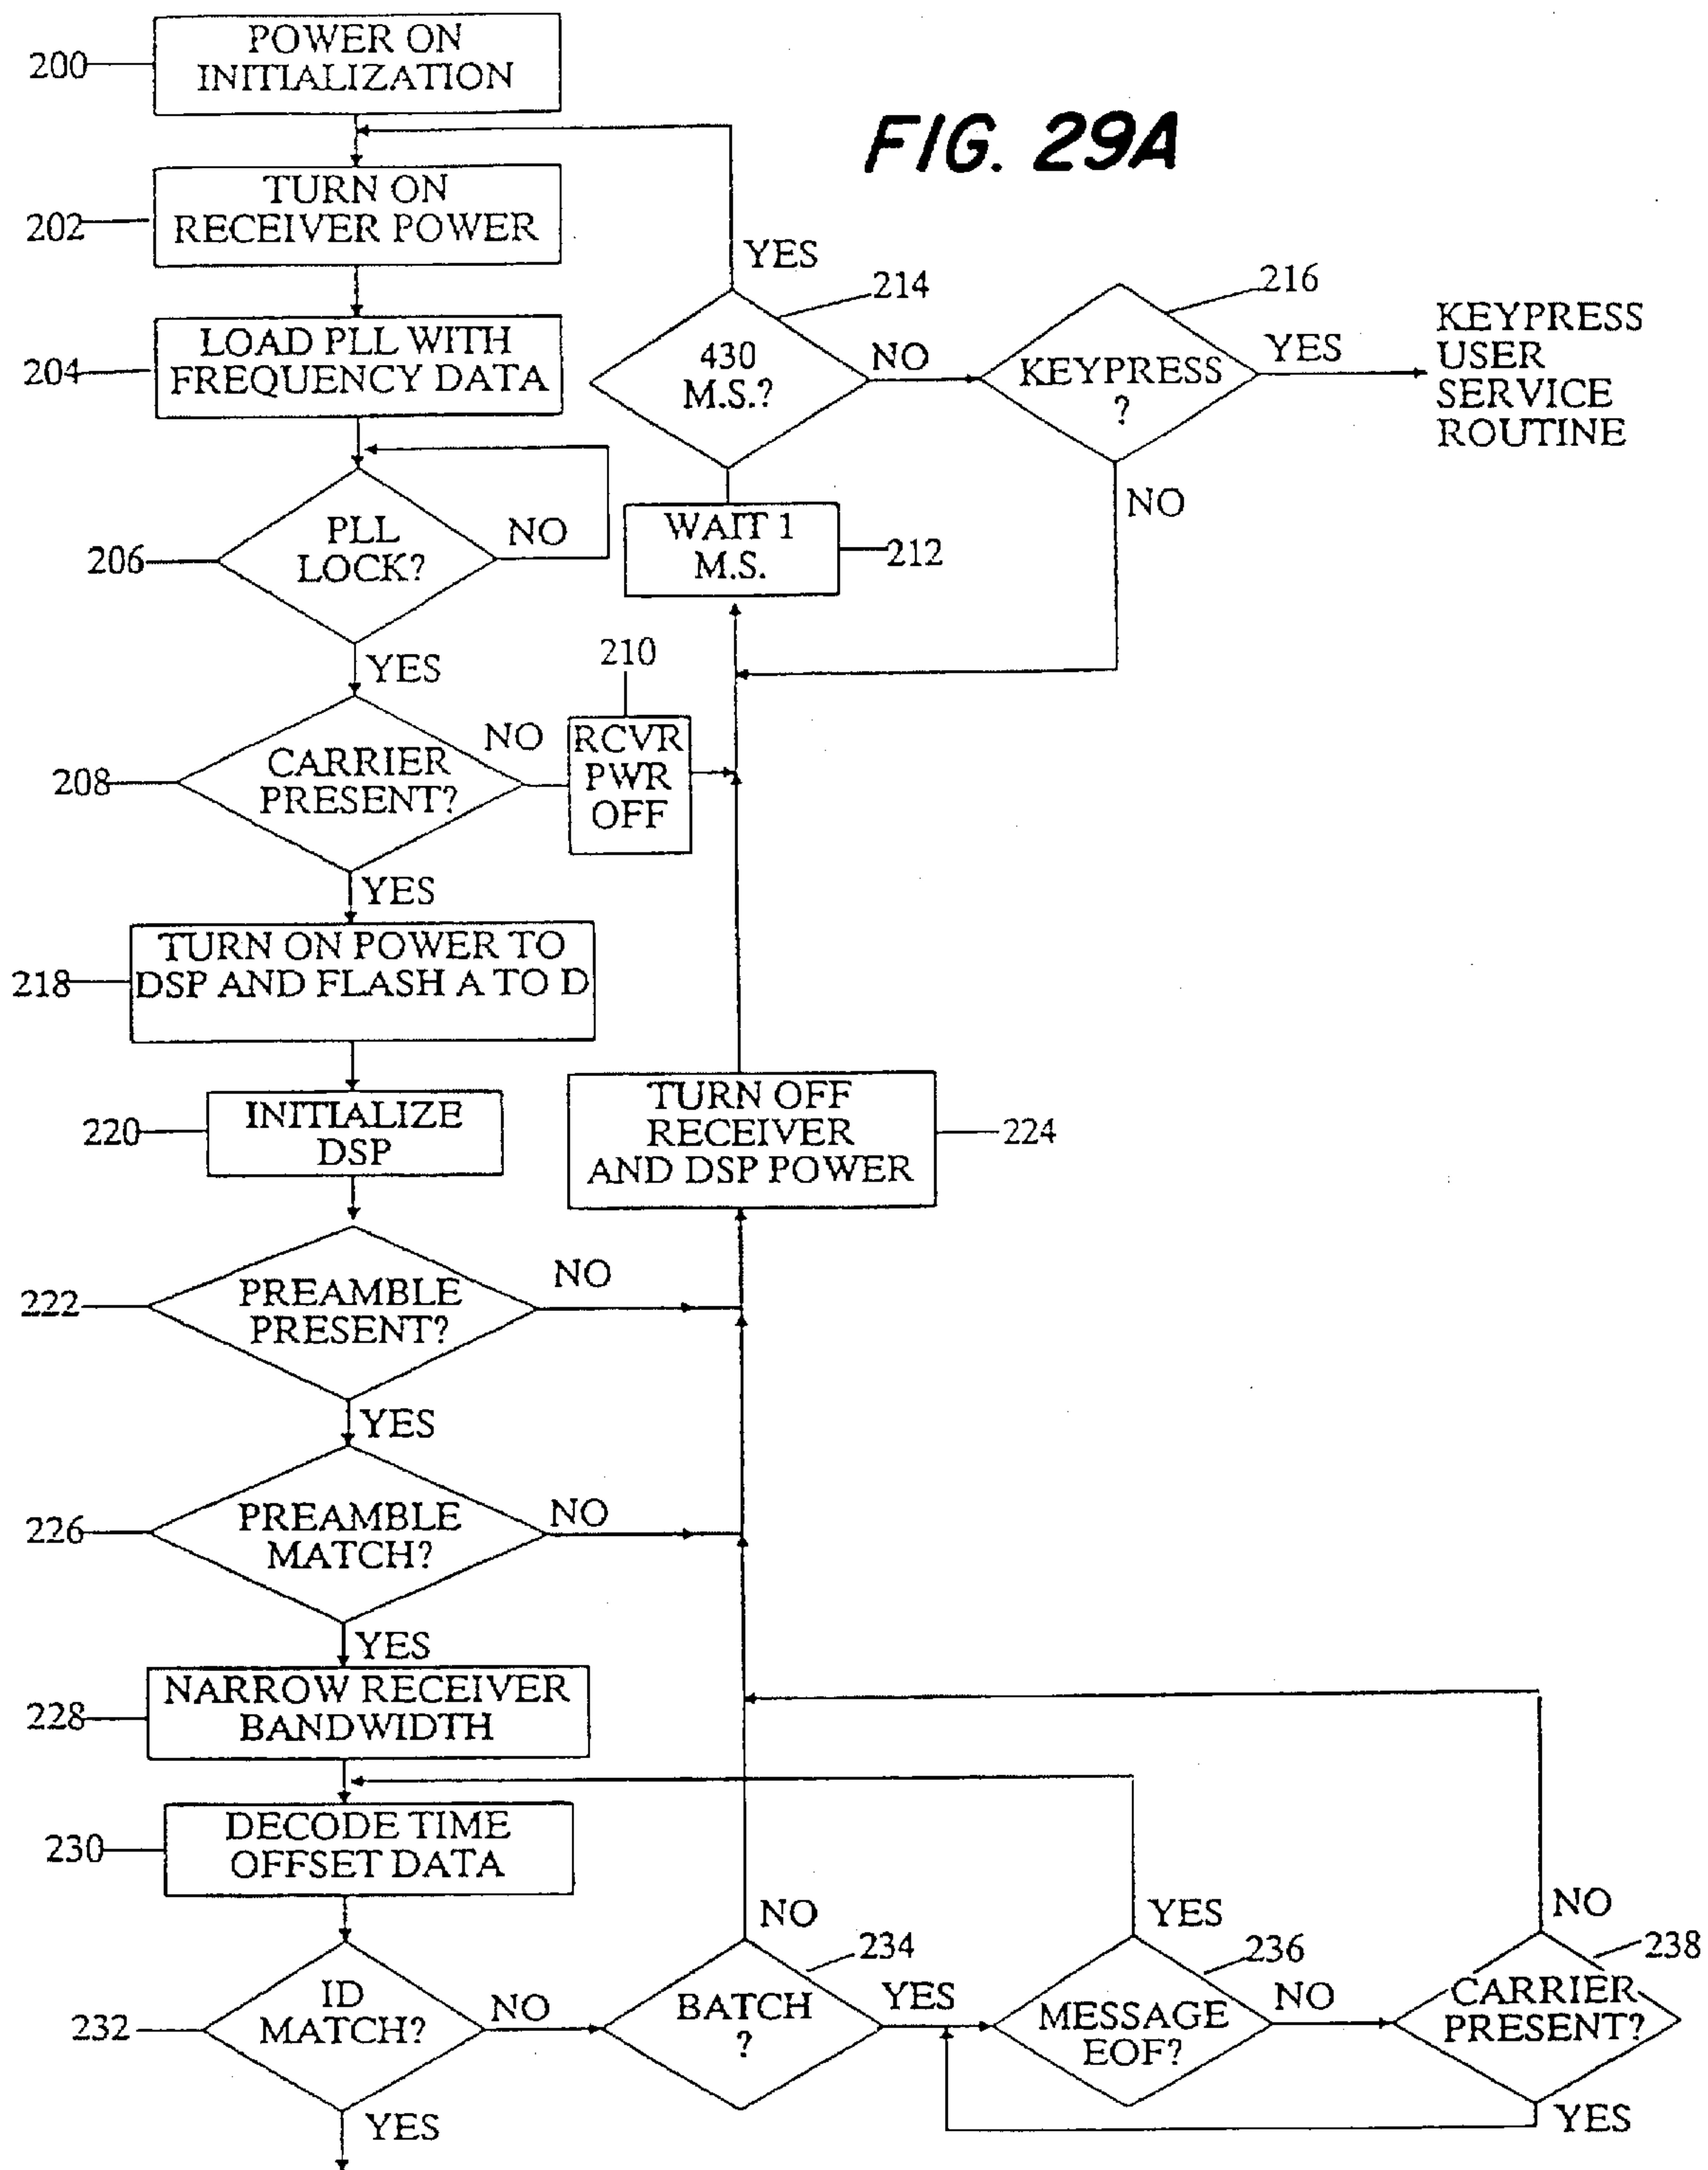 POWER ON
INITIALIZATION
200
FIG. 29A
TURN ON
RECEIVER POWER
202
YES
214
216
LOAD PLL WITH
FREQUENCY DATA
204
430
M.S.?
NO
KEYPRESS
?
YES
KEYPRESS
USER
SERVICE
ROUTINE
NO
PLL
LOCK?
NO
206
WAIT 1
M.S.
212
YES
210
CARRIER
PRESENT?
NO
208
RCVR
PWR
OFF
YES
TURN ON POWER TO
DSP AND FLASH A TO D
218
INITIALIZE
DSP
220
TURN OFF
RECEIVER
AND DSP POWER
224
PREAMBLE
PRESENT?
NO
222
YES
PREAMBLE
MATCH?
NO
226
YES
NARROW RECEIVER
BANDWIDTH
228
DECODE TIME
OFFSET DATA
230
NO
234
YES
236
NO
238
ID
MATCH?
232
NO
BATCH
?
YES
MESSAGE
EOF?
NO
CARRIER
PRESENT?
YES
YES